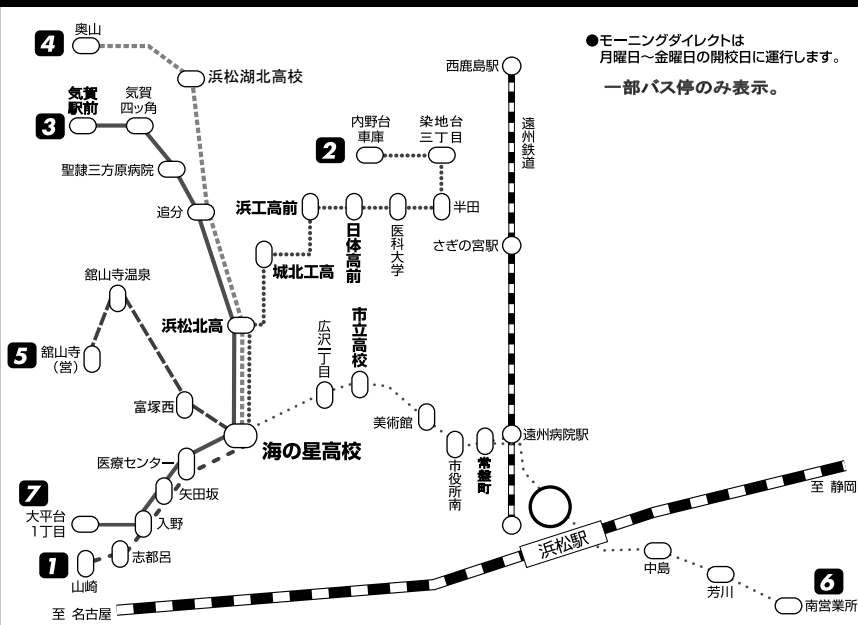 ●モーニングダイレクトは
月曜日〜金曜日の開校日に運行します。
一部バス停のみ表示。
4
奥山
浜松湖北高校
3
気賀
駅前
気賀
四ッ角
聖隷三方原病院
追分
2
内野台
車庫
染地台
三丁目
半田
医科大学
日体高前
浜工高前
城北工高
浜松北高
西鹿島駅
遠州鉄道
さぎの宮駅
遠州病院駅
舘山寺温泉
5
舘山寺
(営)
富塚西
海の星高校
広沢一丁目
市立高校
美術館
市役所南
常盤町
医療センター
矢田坂
7
大平台
1丁目
入野
1
山崎
志都呂
浜松駅
至 静岡
至 名古屋
中島
芳川
6
南営業所